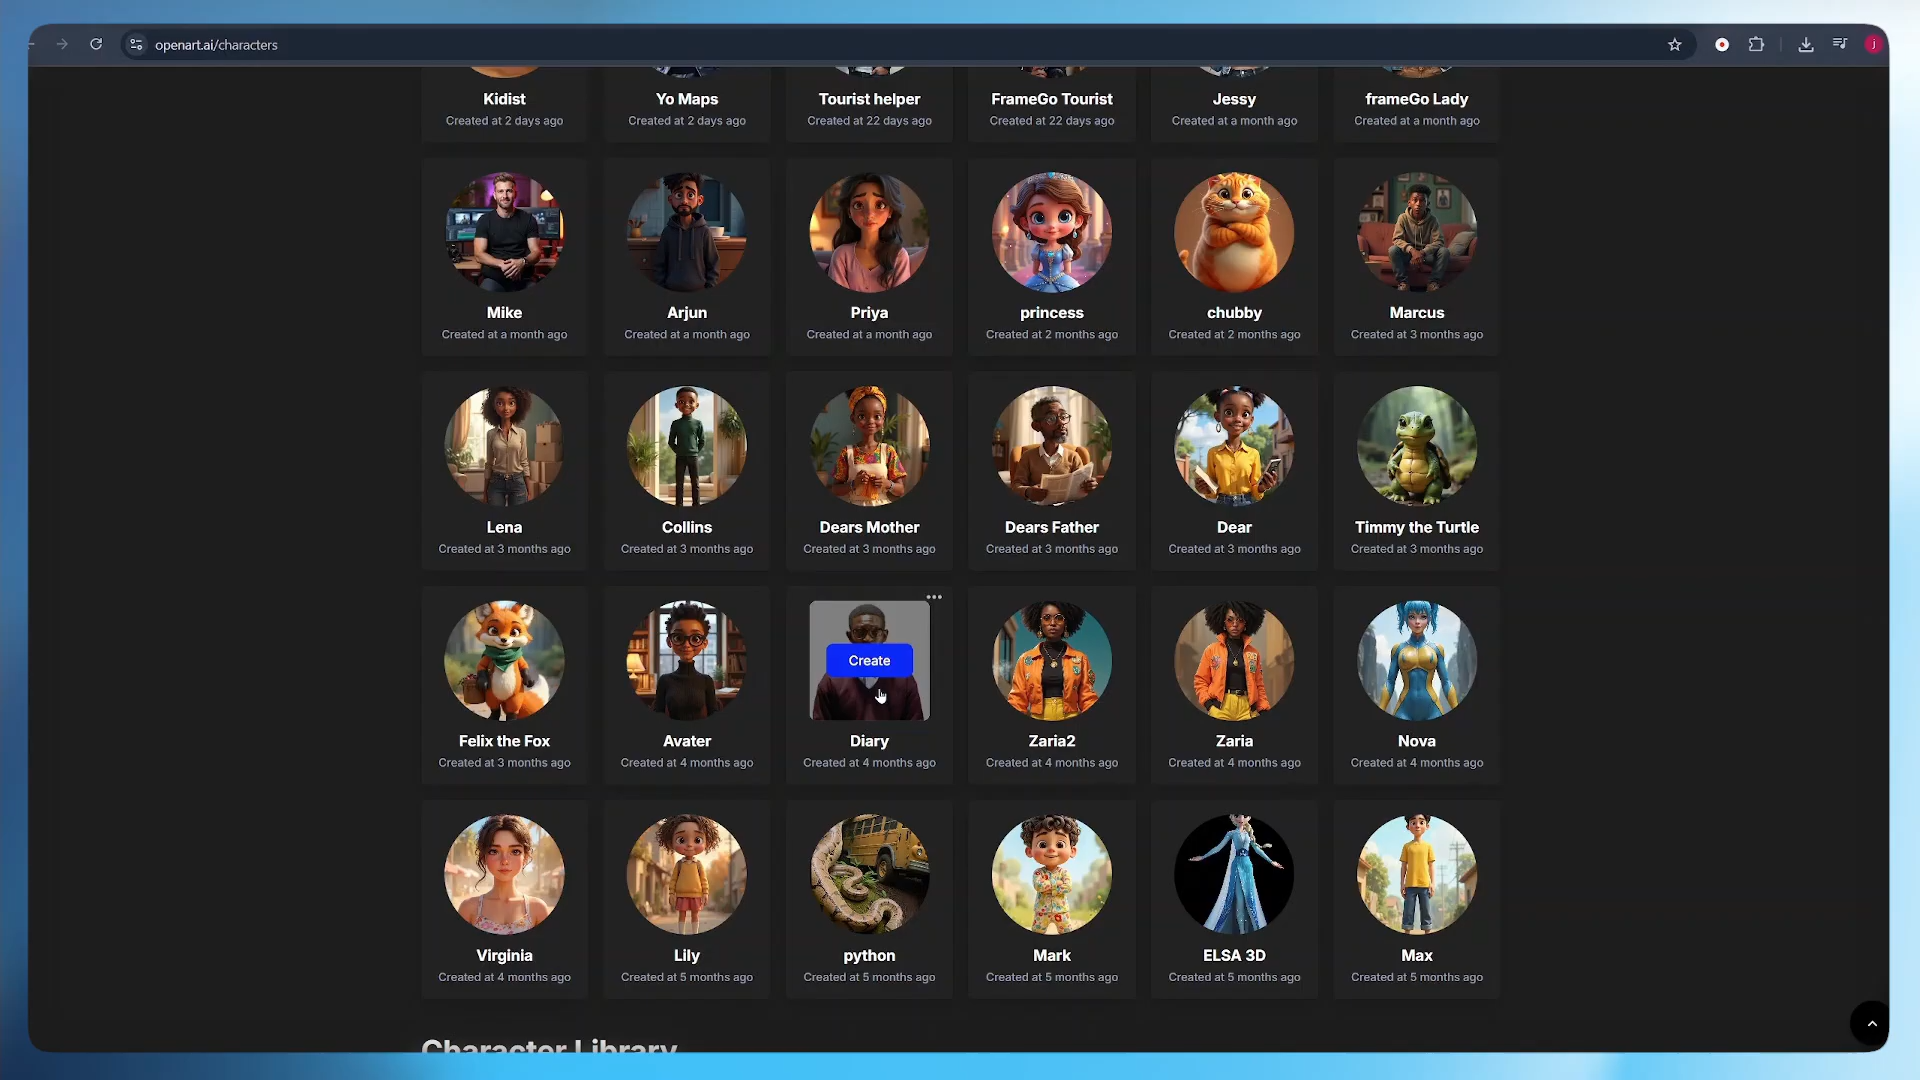 openart.ai/characters
j
Kidist
Created at 2 days ago
Yo Maps
Created at 2 days ago
Tourist helper
Created at 22 days ago
FrameGo Tourist
Created at 22 days ago
Jessy
Created at a month ago
frameGo Lady
Created at a month ago
Mike
Created at a month ago
Arjun
Created at a month ago
Priya
Created at a month ago
princess
Created at 2 months ago
chubby
Created at 2 months ago
Marcus
Created at 3 months ago
Lena
Created at 3 months ago
Collins
Created at 3 months ago
Dears Mother
Created at 3 months ago
Dears Father
Created at 3 months ago
Dear
Created at 3 months ago
Timmy the Turtle
Created at 3 months ago
Felix the Fox
Created at 3 months ago
Avater
Created at 4 months ago
Create
Diary
Created at 4 months ago
Zaria2
Created at 4 months ago
Zaria
Created at 4 months ago
Nova
Created at 4 months ago
Virginia
Created at 4 months ago
Lily
Created at 5 months ago
python
Created at 5 months ago
Mark
Created at 5 months ago
ELSA 3D
Created at 5 months ago
Max
Created at 5 months ago
Character Library